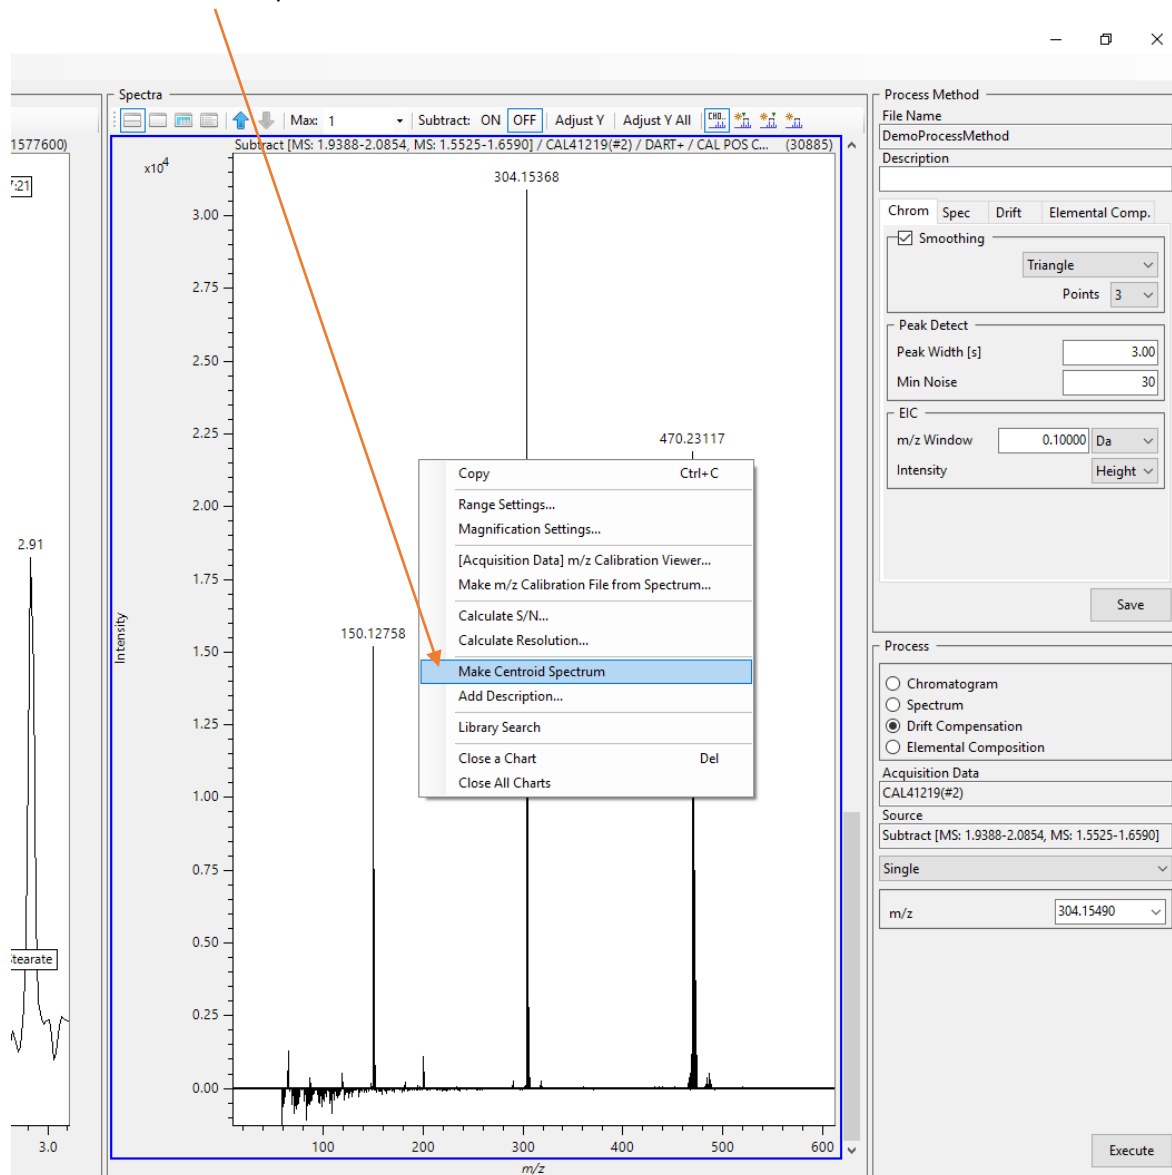 Spectra
Max: 1
Subtract: ON OFF
Adjust Y
Adjust Y All
1577600)
7:21
2.91
tearate
3.0
Subtract [MS: 1.9388-2.0854, MS: 1.5525-1.6590] / CAL41219(#2) / DART+ / CAL POS C... (30885)
x10^4
304.15368
3.00
2.75
2.50
2.25
470.23117
2.00
1.75
150.12758
1.50
Intensity
1.25
1.00
0.75
0.50
0.25
0.00
100 200 300 400 500 600
m/z
Copy Ctrl+C
Range Settings...
Magnification Settings...
[Acquisition Data] m/z Calibration Viewer...
Make m/z Calibration File from Spectrum...
Calculate S/N...
Calculate Resolution...
Make Centroid Spectrum
Add Description...
Library Search
Close a Chart Del
Close All Charts
Process Method
File Name
DemoProcessMethod
Description
Chrom Spec Drift Elemental Comp.
Smoothing
Triangle
Points 3
Peak Detect
Peak Width [s] 3.00
Min Noise 30
EIC
m/z Window 0.10000 Da
Intensity Height
Save
Process
Chromatogram
Spectrum
Drift Compensation
Elemental Composition
Acquisition Data
CAL41219(#2)
Source
Subtract [MS: 1.9388-2.0854, MS: 1.5525-1.6590]
Single
m/z 304.15490
Execute